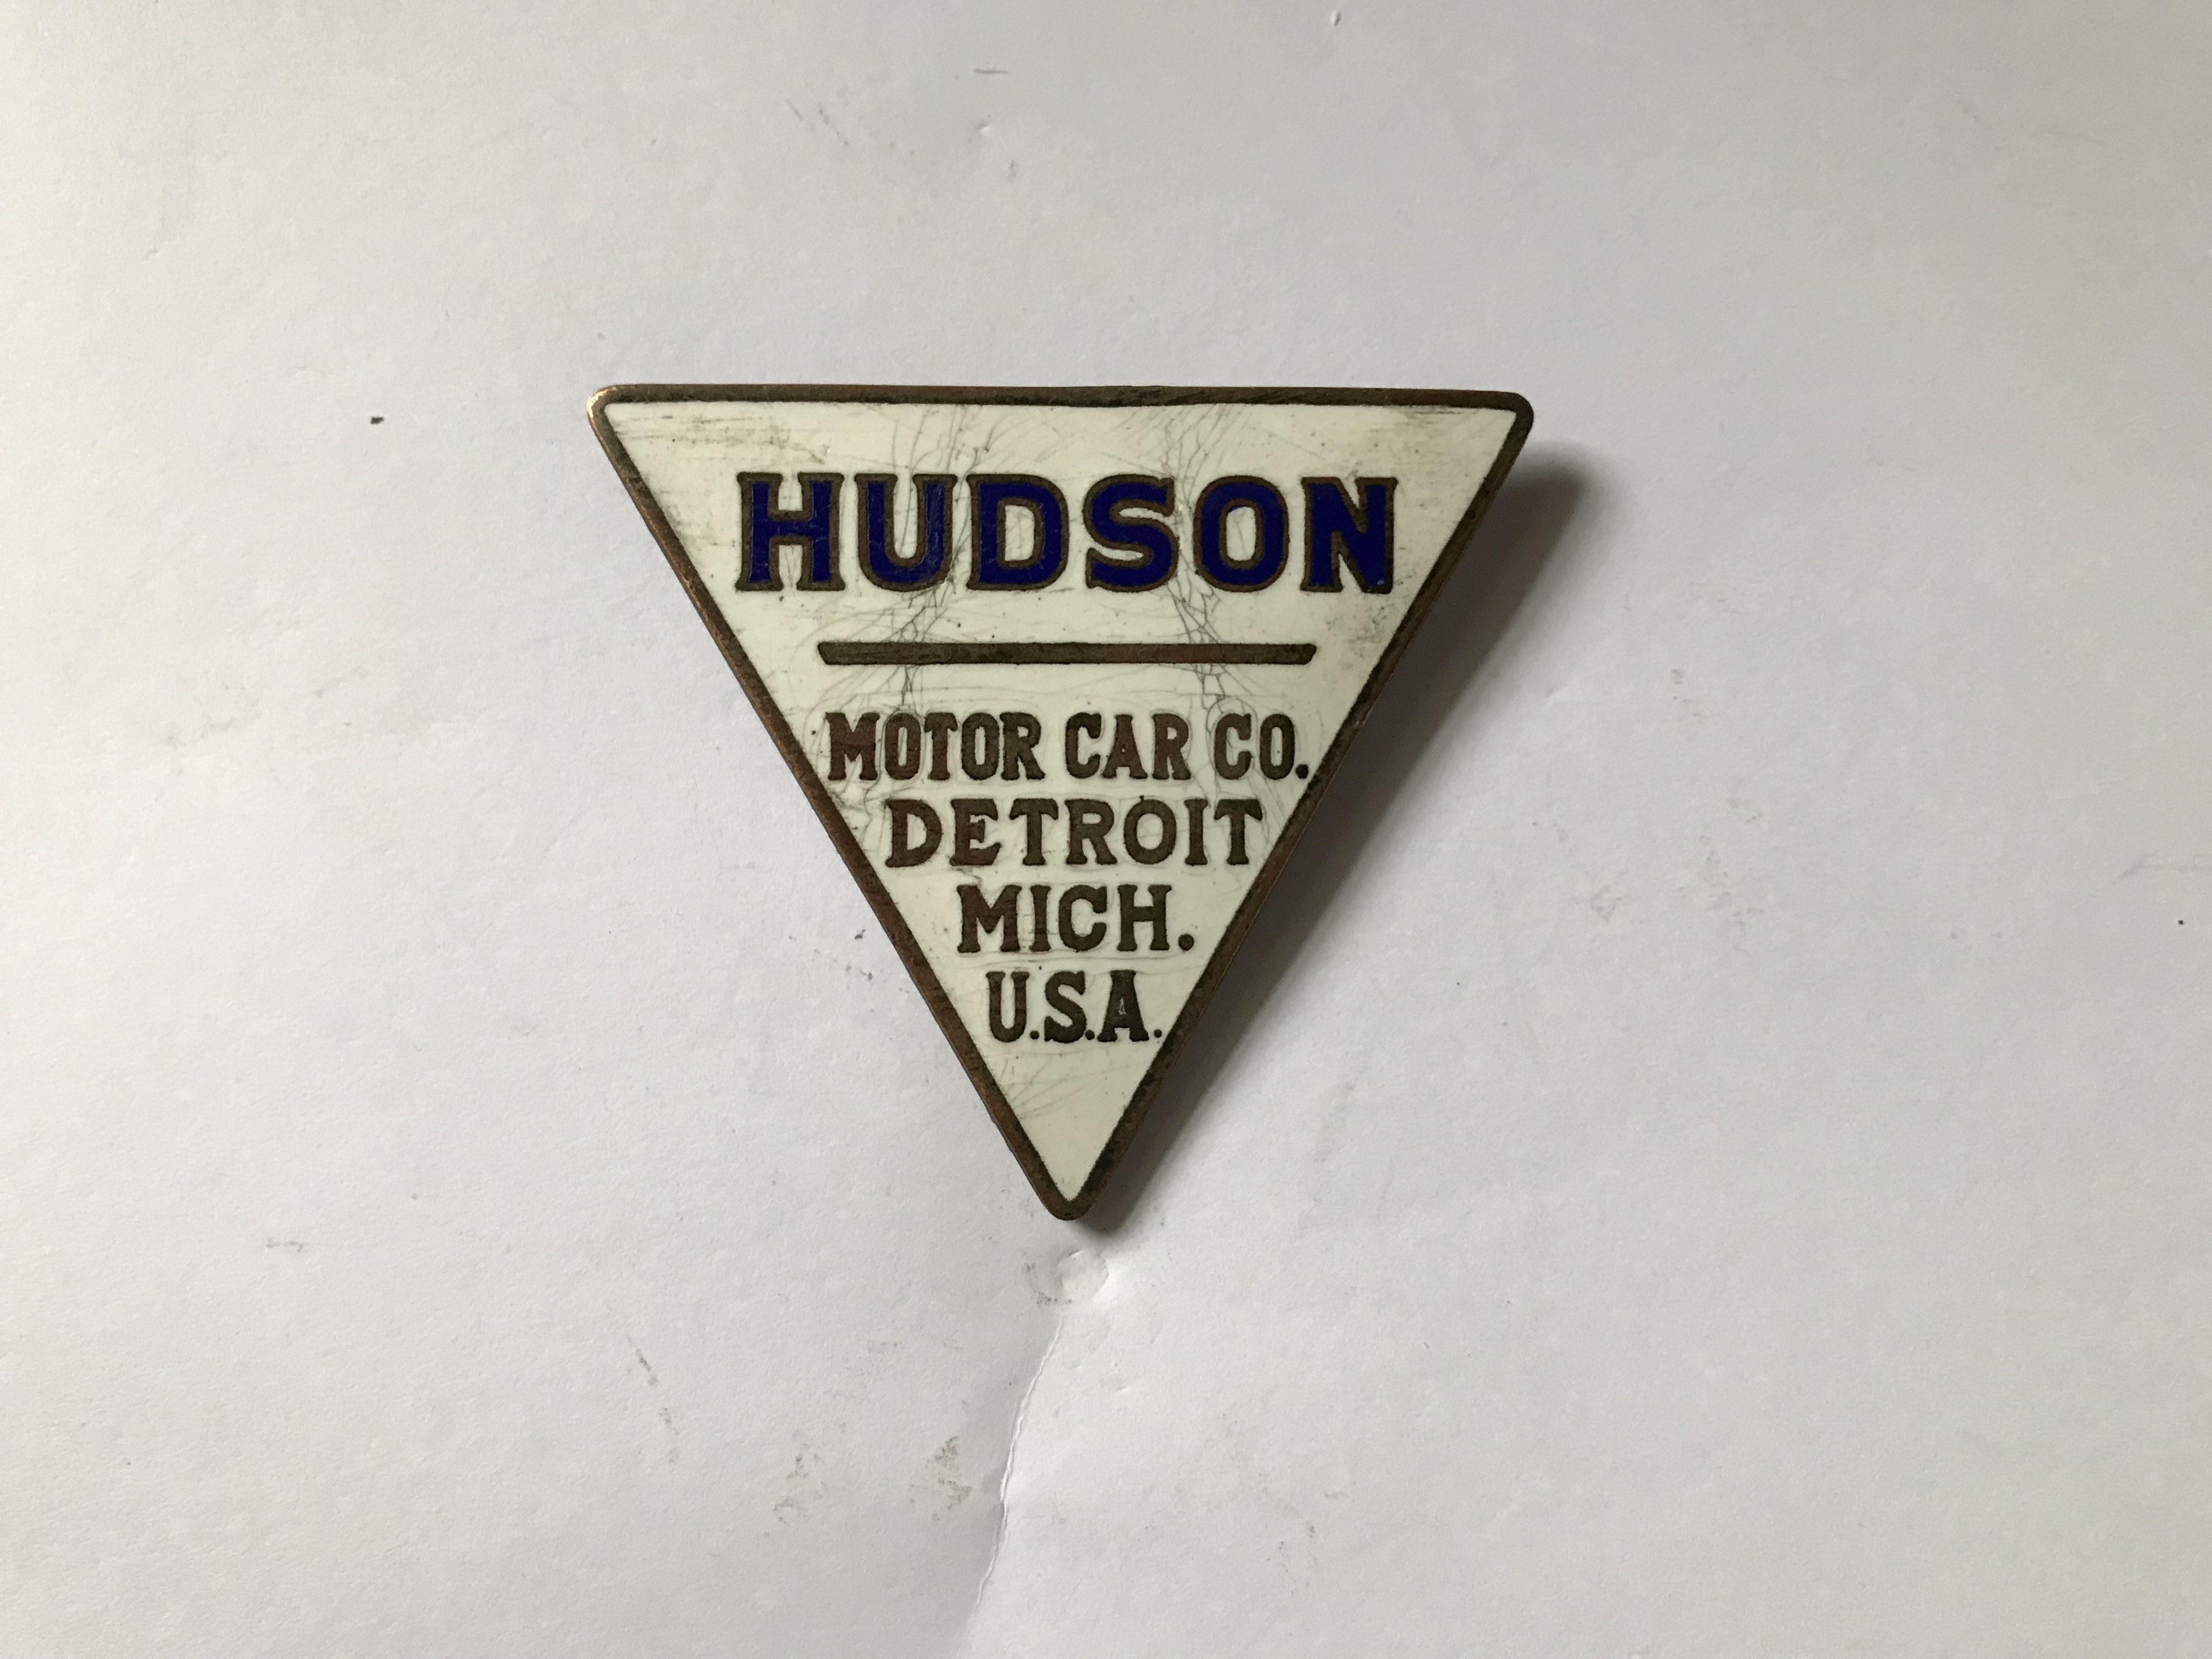 HUDSON
MOTOR CAR CO.
DETROIT
MICH.
U.S.A.